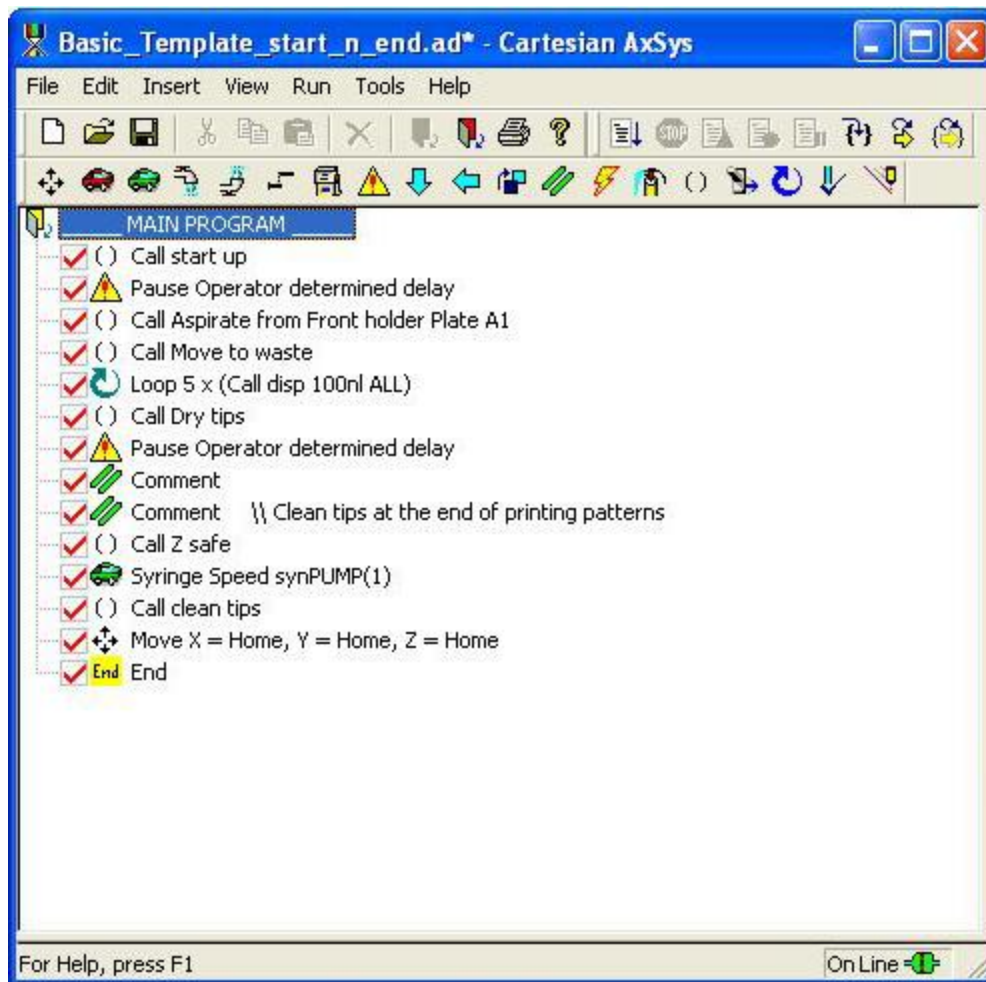 Basic_Template_start_n_end.ad* - Cartesian AxSys
File Edit Insert View Run Tools Help
STOP
_____ MAIN PROGRAM _____
( ) Call start up
Pause Operator determined delay
( ) Call Aspirate from Front holder Plate A1
( ) Call Move to waste
Loop 5 x (Call disp 100nl ALL)
( ) Call Dry tips
Pause Operator determined delay
Comment
Comment \\ Clean tips at the end of printing patterns
( ) Call Z safe
Syringe Speed synPUMP(1)
( ) Call clean tips
Move X = Home, Y = Home, Z = Home
End End
For Help, press F1 On Line